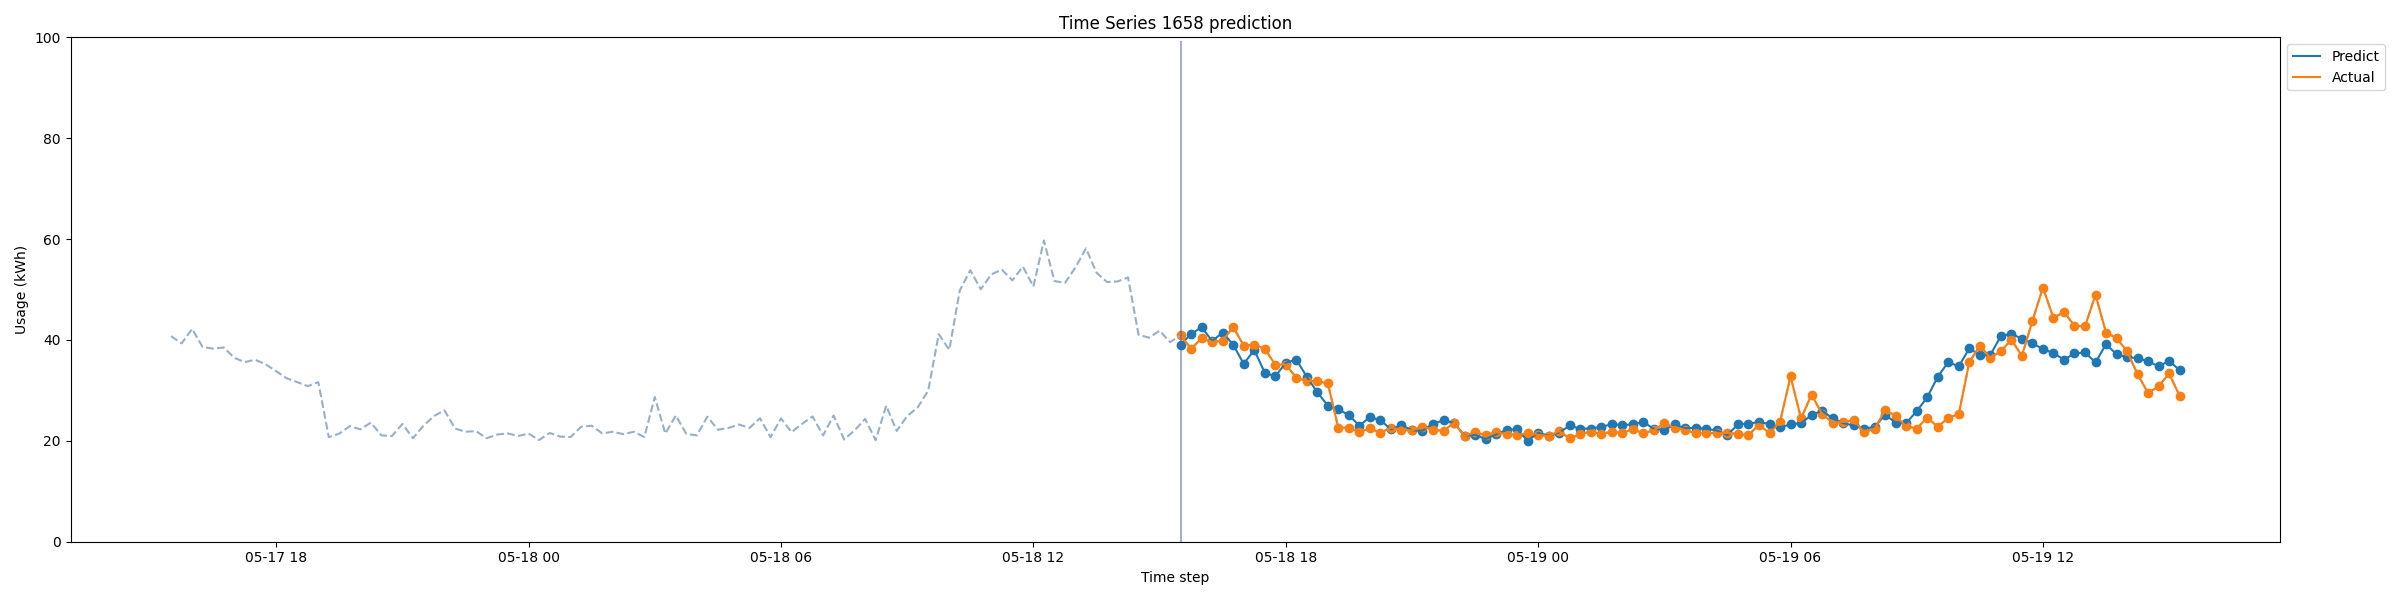 Time Series 1658 prediction
Predict
Actual
100
80
60
40
20
0
Usage (kWh)
05-17 18
05-18 00
05-18 06
05-18 12
05-18 18
05-19 00
05-19 06
05-19 12
Time step